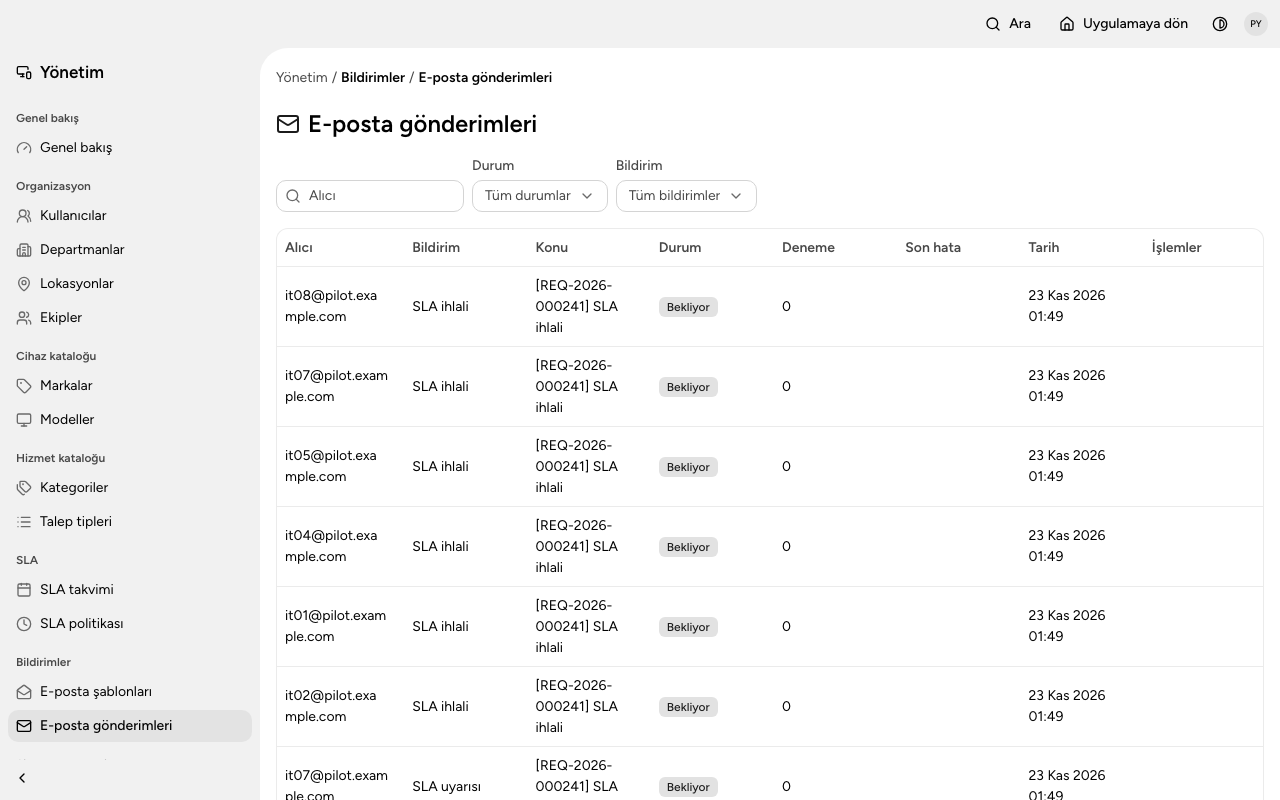 Ara
Uygulamaya dön
PY
Yönetim
Genel bakış
Genel bakış
Organizasyon
Kullanıcılar
Departmanlar
Lokasyonlar
Ekipler
Cihaz kataloğu
Markalar
Modeller
Hizmet kataloğu
Kategoriler
Talep tipleri
SLA
SLA takvimi
SLA politikası
Bildirimler
E-posta şablonları
E-posta gönderimleri
Yönetim / Bildirimler / E-posta gönderimleri
E-posta gönderimleri
Durum
Bildirim
Alıcı
Tüm durumlar
Tüm bildirimler
Alıcı Bildirim Konu Durum Deneme Son hata Tarih İşlemler
it08@pilot.exa
mple.com
SLA ihlali
[REQ-2026-
000241] SLA
ihlali
Bekliyor
0
23 Kas 2026
01:49
it07@pilot.exam
ple.com
SLA ihlali
[REQ-2026-
000241] SLA
ihlali
Bekliyor
0
23 Kas 2026
01:49
it05@pilot.exa
mple.com
SLA ihlali
[REQ-2026-
000241] SLA
ihlali
Bekliyor
0
23 Kas 2026
01:49
it04@pilot.exa
mple.com
SLA ihlali
[REQ-2026-
000241] SLA
ihlali
Bekliyor
0
23 Kas 2026
01:49
it01@pilot.exam
ple.com
SLA ihlali
[REQ-2026-
000241] SLA
ihlali
Bekliyor
0
23 Kas 2026
01:49
it02@pilot.exa
mple.com
SLA ihlali
[REQ-2026-
000241] SLA
ihlali
Bekliyor
0
23 Kas 2026
01:49
it07@pilot.exam
ple.com
SLA uyarısı
[REQ-2026-
000241] SLA
Bekliyor
0
23 Kas 2026
01:49